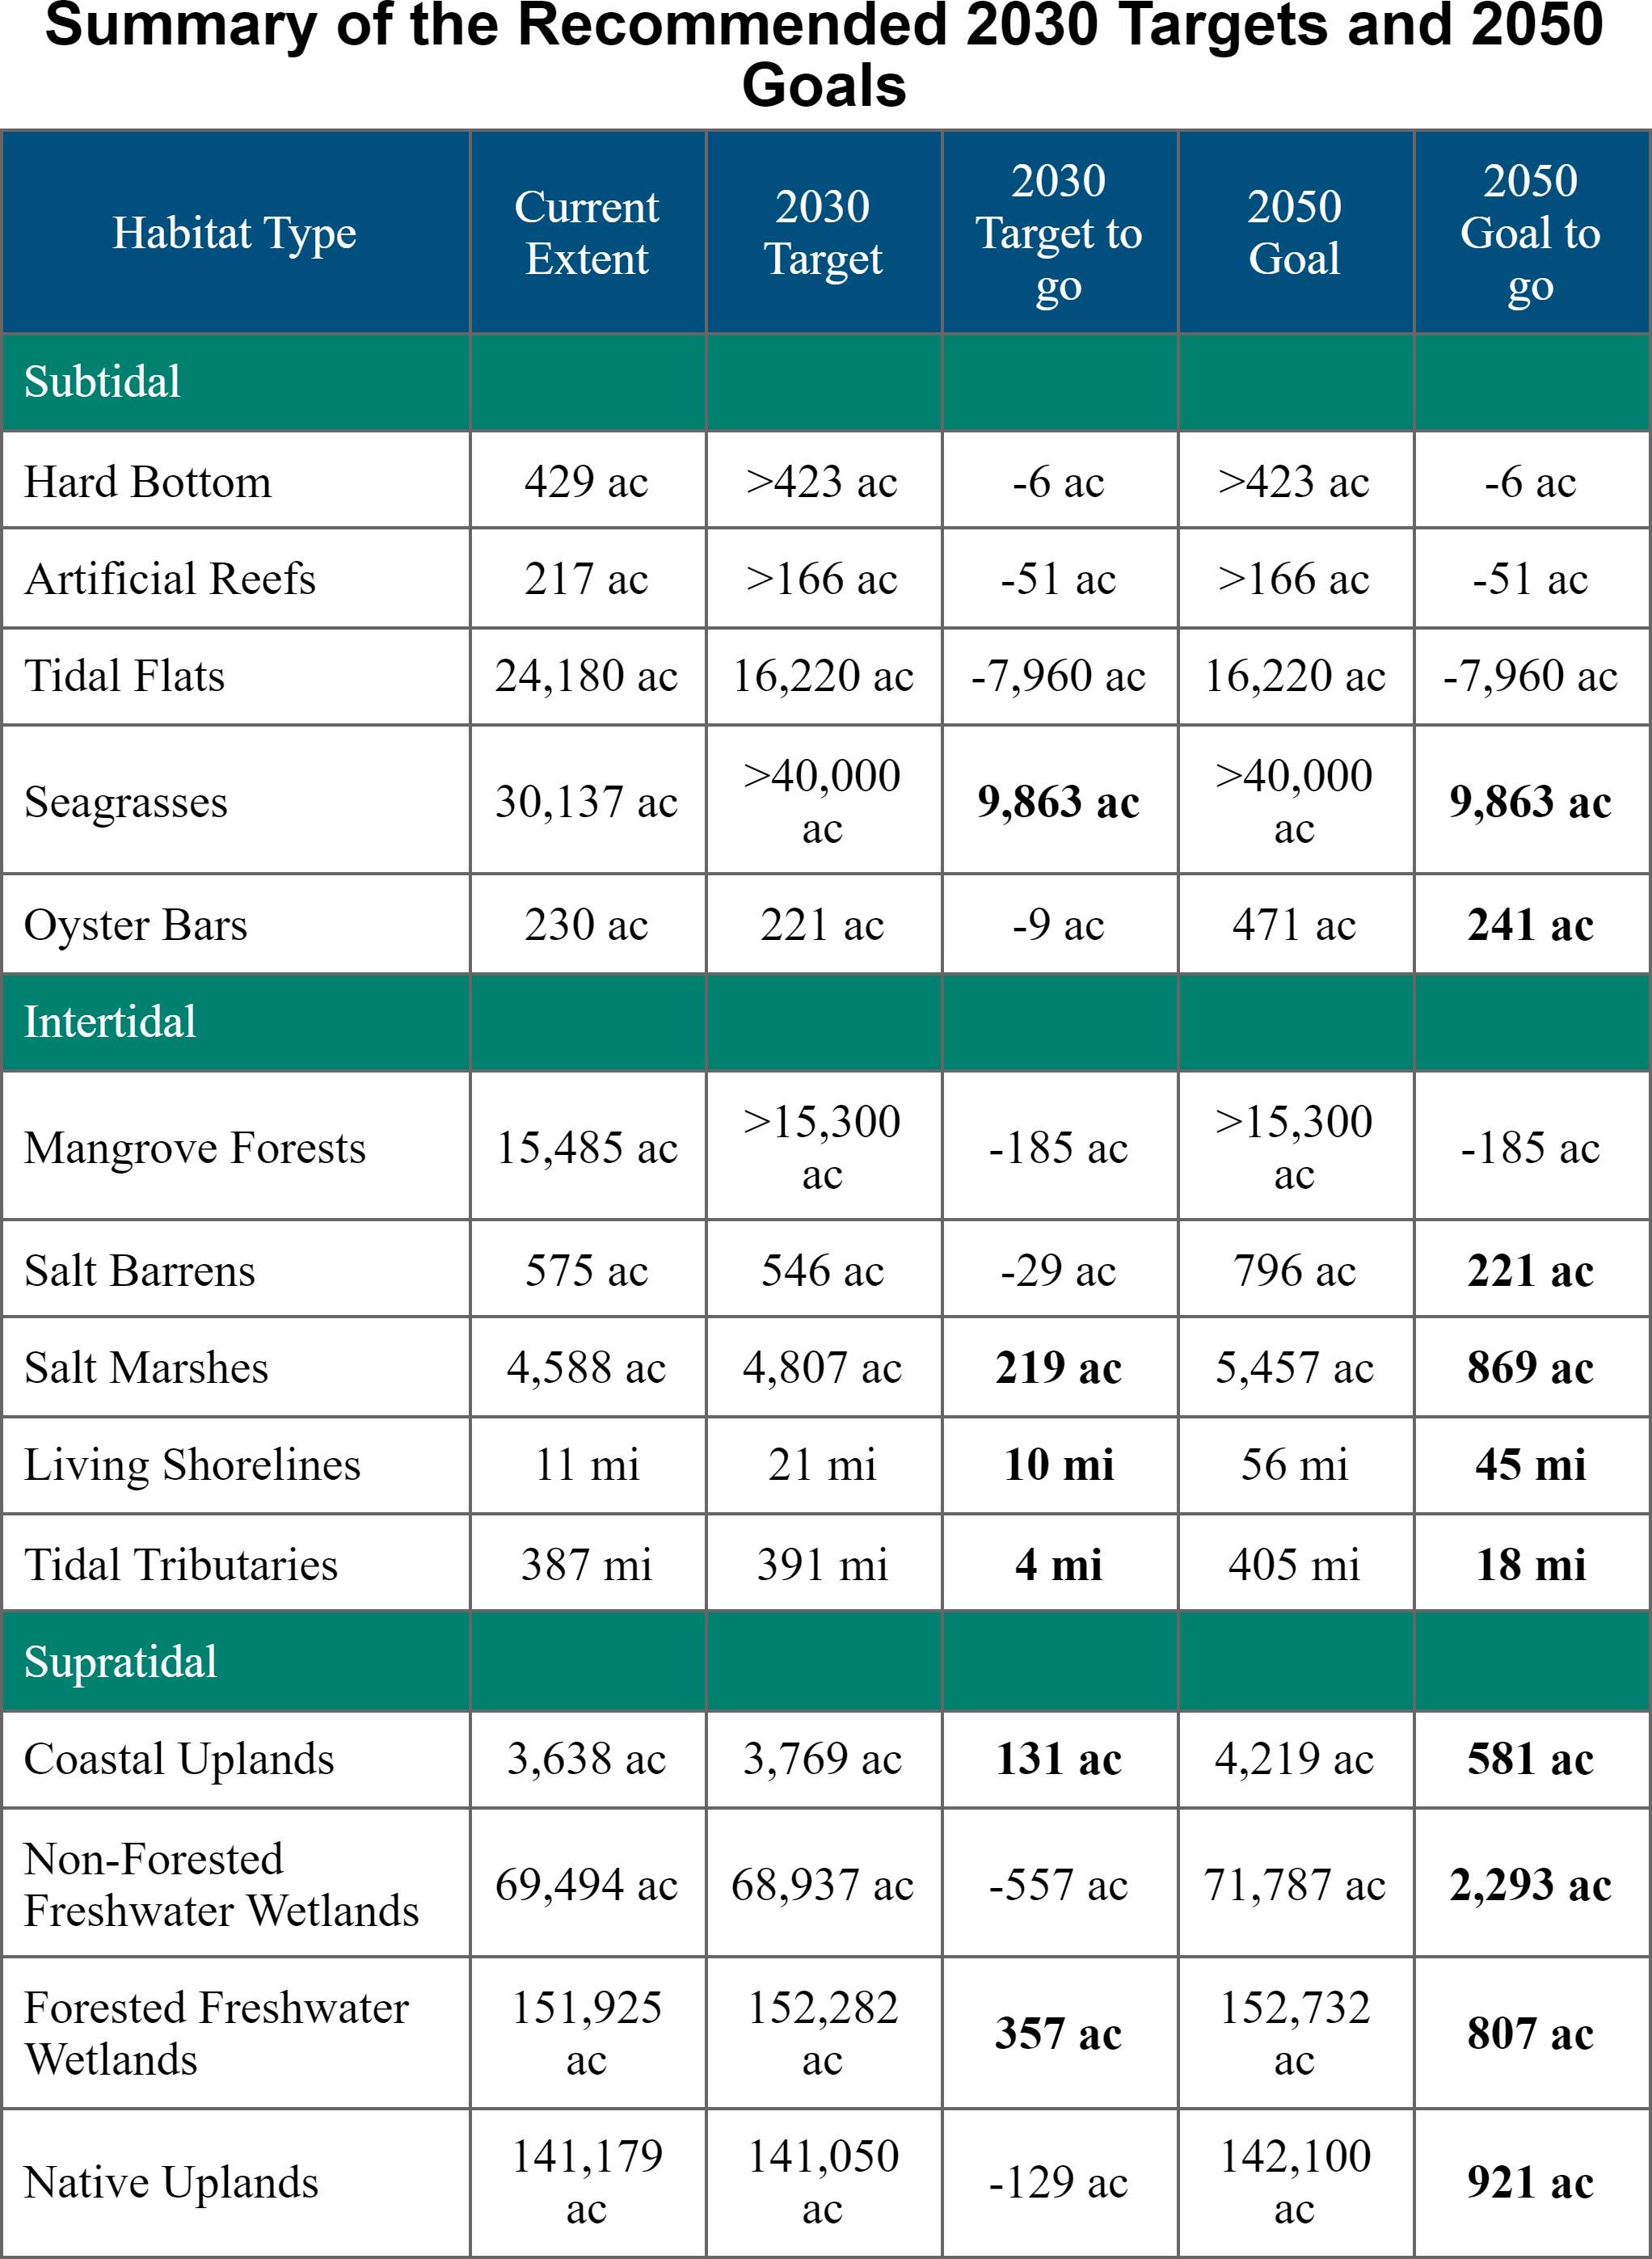 Summary of the Recommended 2030 Targets and 2050
Goals
Habitat Type
Current
Extent
2030
Target
2030
Target to
go
2050
Goal
2050
Goal to
go
Subtidal
Hard Bottom 429 ac >423 ac -6 ac >423 ac -6 ac
Artificial Reefs 217 ac >166 ac -51 ac >166 ac -51 ac
Tidal Flats 24,180 ac 16,220 ac -7,960 ac 16,220 ac -7,960 ac
Seagrasses 30,137 ac >40,000
ac
9,863 ac >40,000
ac
9,863 ac
Oyster Bars 230 ac 221 ac -9 ac 471 ac 241 ac
Intertidal
Mangrove Forests 15,485 ac >15,300
ac
-185 ac >15,300
ac
-185 ac
Salt Barrens 575 ac 546 ac -29 ac 796 ac 221 ac
Salt Marshes 4,588 ac 4,807 ac 219 ac 5,457 ac 869 ac
Living Shorelines 11 mi 21 mi 10 mi 56 mi 45 mi
Tidal Tributaries 387 mi 391 mi 4 mi 405 mi 18 mi
Supratidal
Coastal Uplands 3,638 ac 3,769 ac 131 ac 4,219 ac 581 ac
Non-Forested
Freshwater Wetlands
69,494 ac 68,937 ac -557 ac 71,787 ac 2,293 ac
Forested Freshwater
Wetlands
151,925
ac
152,282
ac
357 ac
152,732
ac
807 ac
Native Uplands
141,179
ac
141,050
ac
-129 ac
142,100
ac
921 ac